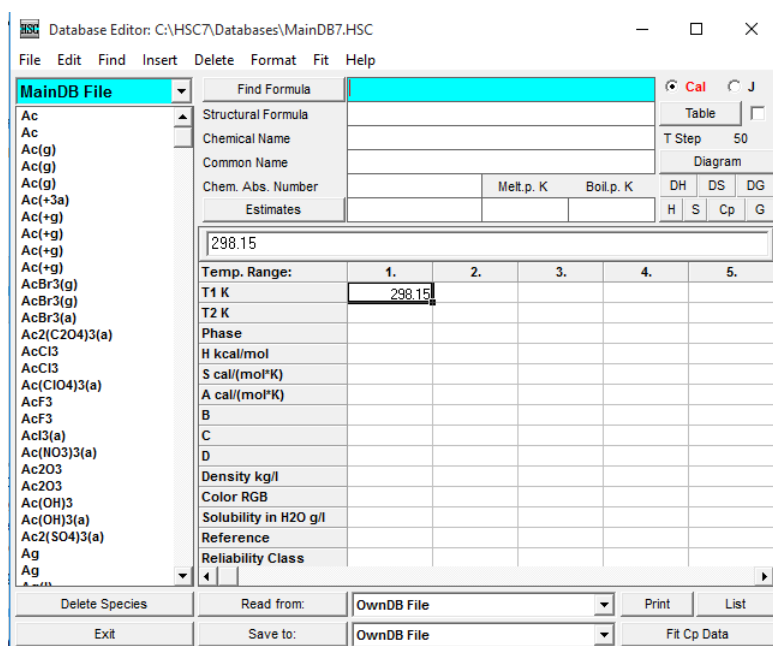 HSC Database Editor: C:\HSC7\Databases\MainDB7.HSC
File Edit Find Insert Delete Format Fit Help
MainDB File
Ac
Ac
Ac(g)
Ac(g)
Ac(g)
Ac(+3a)
Ac(+g)
Ac(+g)
Ac(+g)
Ac(+g)
AcBr3(g)
AcBr3(g)
AcBr3(a)
Ac2(C2O4)3(a)
AcCl3
AcCl3
Ac(ClO4)3(a)
AcF3
AcF3
AcI3(a)
Ac(NO3)3(a)
Ac2O3
Ac2O3
Ac(OH)3
Ac(OH)3(a)
Ac2(SO4)3(a)
Ag
Ag
Find Formula
Structural Formula
Chemical Name
Common Name
Chem. Abs. Number Melt.p. K Boil.p. K
Estimates
Cal J
Table
T Step 50
Diagram
DH DS DG
H S Cp G
298.15
Temp. Range: 1. 2. 3. 4. 5.
T1 K 298.15
T2 K
Phase
H kcal/mol
S cal/(mol*K)
A cal/(mol*K)
B
C
D
Density kg/l
Color RGB
Solubility in H2O g/l
Reference
Reliability Class
Delete Species Read from: OwnDB File Print List
Exit Save to: OwnDB File Fit Cp Data